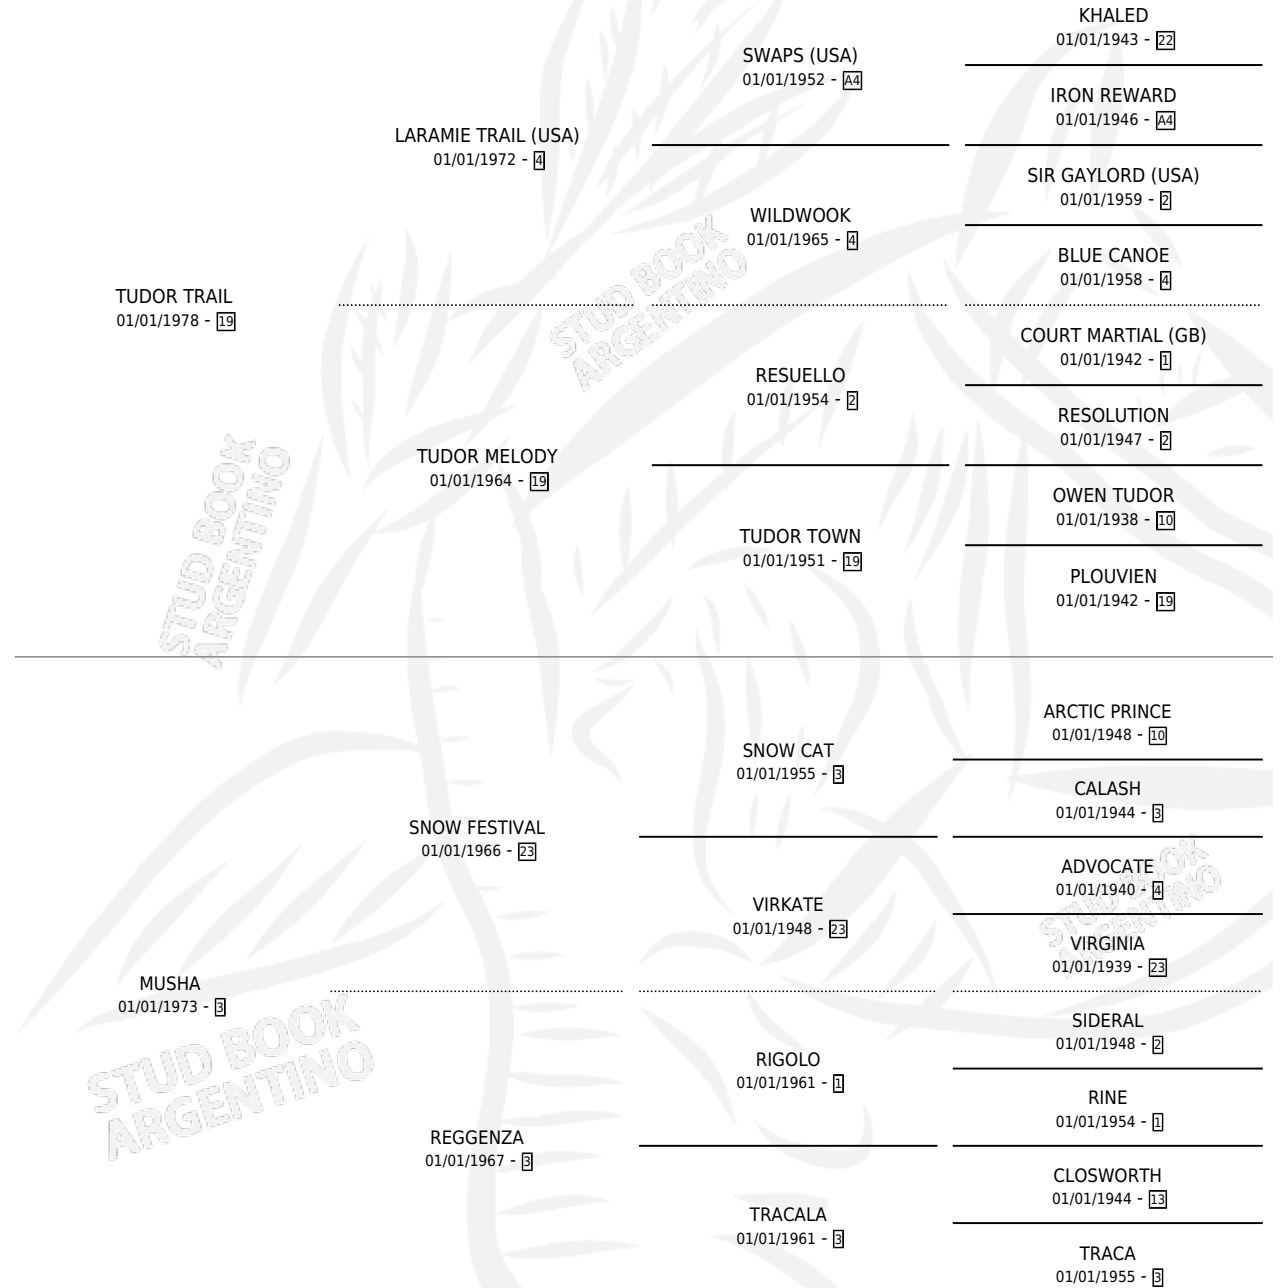 KHALED
01/01/1943 - 22
SWAPS (USA)
01/01/1952 - A4
IRON REWARD
01/01/1946 - A4
LARAMIE TRAIL (USA)
01/01/1972 - 4
SIR GAYLORD (USA)
01/01/1959 - 2
WILDWOOK
01/01/1965 - 4
BLUE CANOE
01/01/1958 - 4
TUDOR TRAIL
01/01/1978 - 19
COURT MARTIAL (GB)
01/01/1942 - 1
RESUELLO
01/01/1954 - 2
RESOLUTION
01/01/1947 - 2
TUDOR MELODY
01/01/1964 - 19
OWEN TUDOR
01/01/1938 - 10
TUDOR TOWN
01/01/1951 - 19
PLOUVIEN
01/01/1942 - 19
STUD BOOK
ARGENTINO
STUD BOOK
ARGENTINO
ARCTIC PRINCE
01/01/1948 - 10
SNOW CAT
01/01/1955 - 3
CALASH
01/01/1944 - 3
SNOW FESTIVAL
01/01/1966 - 23
ADVOCATE
01/01/1940 - 4
VIRKATE
01/01/1948 - 23
VIRGINIA
01/01/1939 - 23
MUSHA
01/01/1973 - 3
SIDERAL
01/01/1948 - 2
RIGOLO
01/01/1961 - 1
RINE
01/01/1954 - 1
REGGENZA
01/01/1967 - 3
CLOSWORTH
01/01/1944 - 13
TRACALA
01/01/1961 - 3
TRACA
01/01/1955 - 3
STUD BOOK
ARGENTINO
STUD BOOK
ARGENTINO